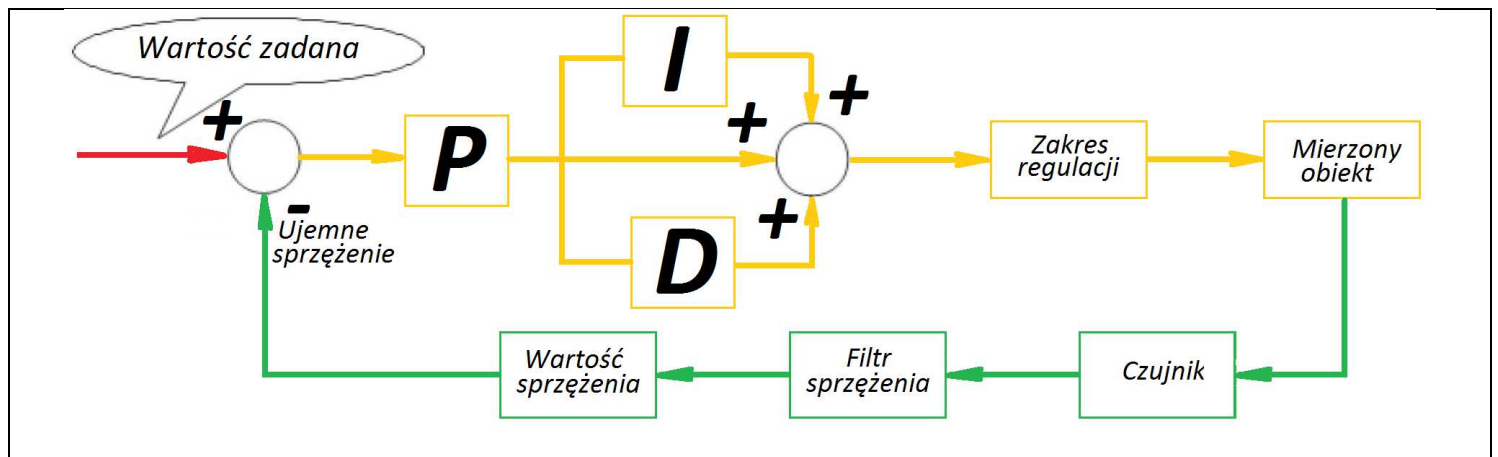 Wartość zadana
+
-
Ujemne
sprzężenie
P
I
D
+
+
+
Zakres
regulacji
Mierzony
obiekt
Wartość
sprzężenia
Filtr
sprzężenia
Czujnik